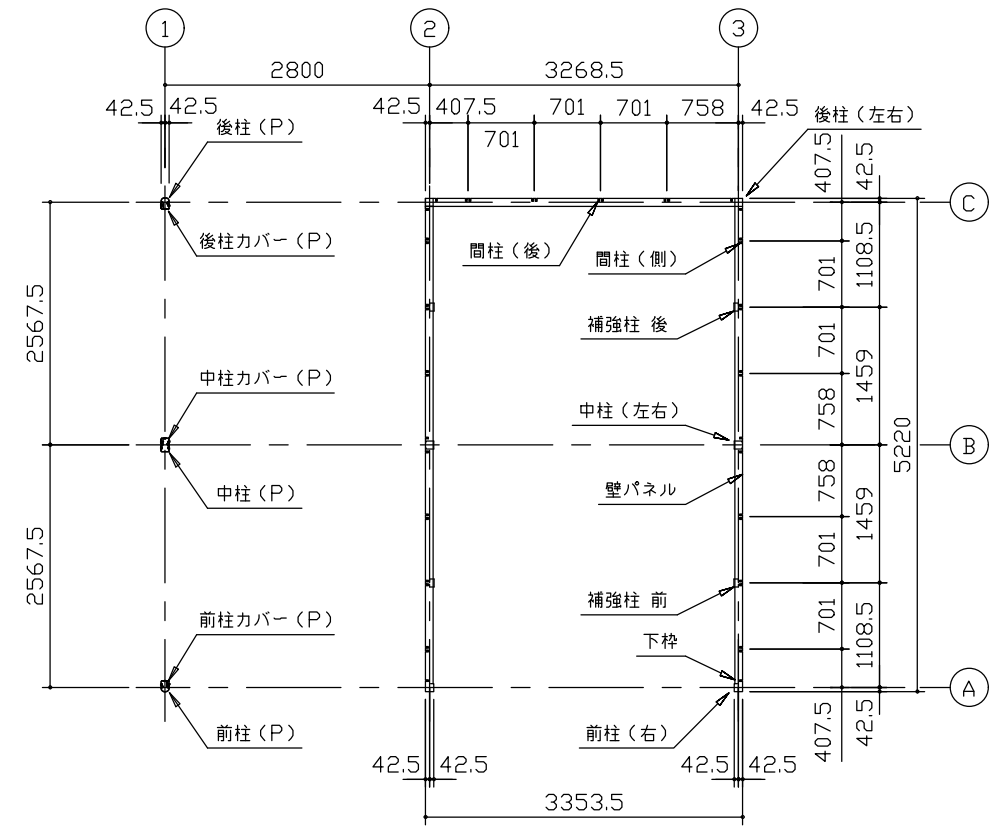 1
2
3
2800
3268.5
42.5 42.5
42.5 407.5 701 701 758 42.5
701
後柱(P)
後柱(左右)
407.5
42.5
C
後柱カバー(P)
間柱(後)
間柱(側)
701
1108.5
2567.5
補強柱 後
701
1459
中柱カバー(P)
中柱(左右)
758
5220
B
中柱(P)
壁パネル
758
1459
2567.5
701
補強柱 前
前柱カバー(P)
下枠
701
1108.5
A
前柱(P)
前柱(右)
407.5
42.5
42.5 42.5
42.5 42.5
3353.5